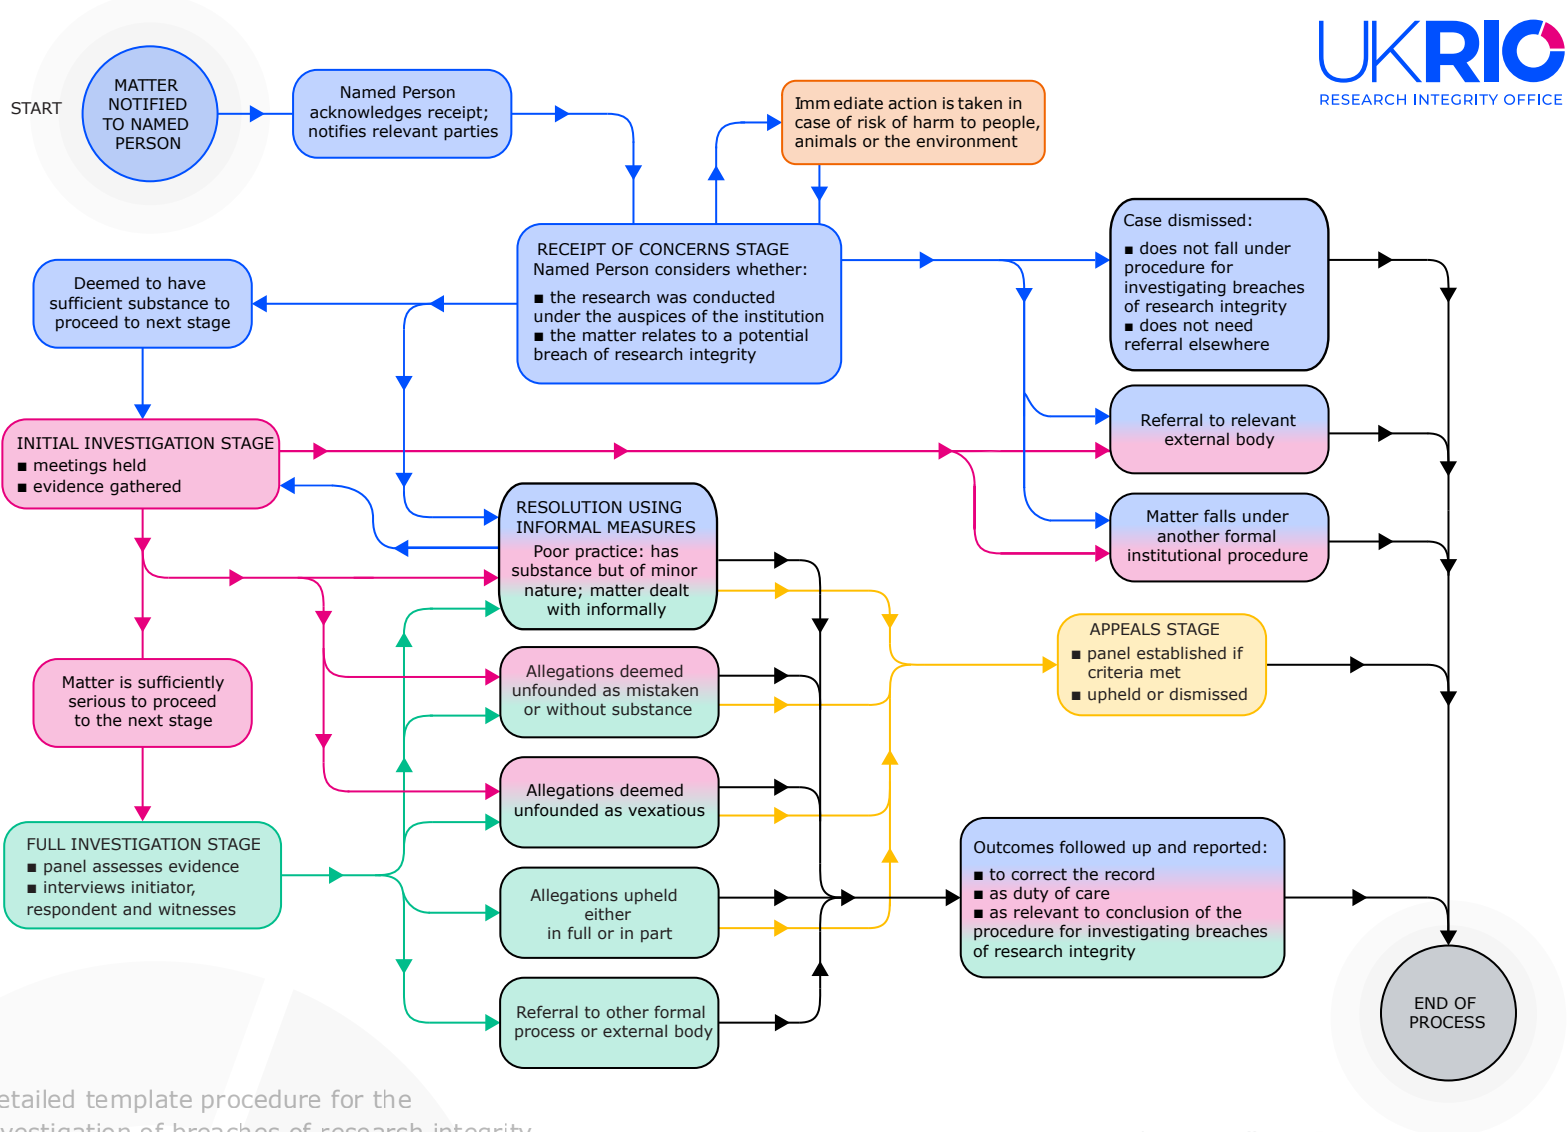 UKRIO
RESEARCH INTEGRITY OFFICE
START
MATTER
NOTIFIED
TO NAMED
PERSON
Named Person
acknowledges receipt;
notifies relevant parties
Immediate action is taken in
case of risk of harm to people,
animals or the environment
RECEIPT OF CONCERNS STAGE
Named Person considers whether:
■ the research was conducted
under the auspices of the institution
■ the matter relates to a potential
breach of research integrity
Case dismissed:
■ does not fall under
procedure for
investigating breaches
of research integrity
■ does not need
referral elsewhere
Deemed to have
sufficient substance to
proceed to next stage
Referral to relevant
external body
INITIAL INVESTIGATION STAGE
■ meetings held
■ evidence gathered
RESOLUTION USING
INFORMAL MEASURES
Poor practice: has
substance but of minor
nature; matter dealt
with informally
Matter falls under
another formal
institutional procedure
APPEALS STAGE
■ panel established if
criteria met
■ upheld or dismissed
Matter is sufficiently
serious to proceed
to the next stage
Allegations deemed
unfounded as mistaken
or without substance
Allegations deemed
unfounded as vexatious
FULL INVESTIGATION STAGE
■ panel assesses evidence
■ interviews initiator,
respondent and witnesses
Allegations upheld
either
in full or in part
Outcomes followed up and reported:
■ to correct the record
■ as duty of care
■ as relevant to conclusion of the
procedure for investigating breaches
of research integrity
Referral to other formal
process or external body
END OF
PROCESS
etailed template procedure for the
vestigation of breaches of research integrity